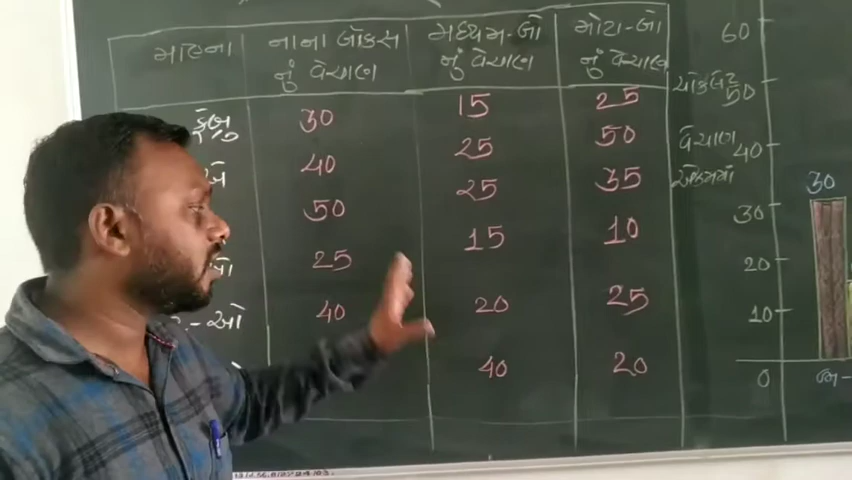 નાના બોકસ મધ્યમ-બો મોટા-બો
નું વેચાણ નું વેચાણ નું વેચાણ
30 15 25
40 25 50
50 25 35
25 15 10
40 20 25
40 20
60
ચોકલેટ 50
વેચાણ 40
30
30
20
10
0